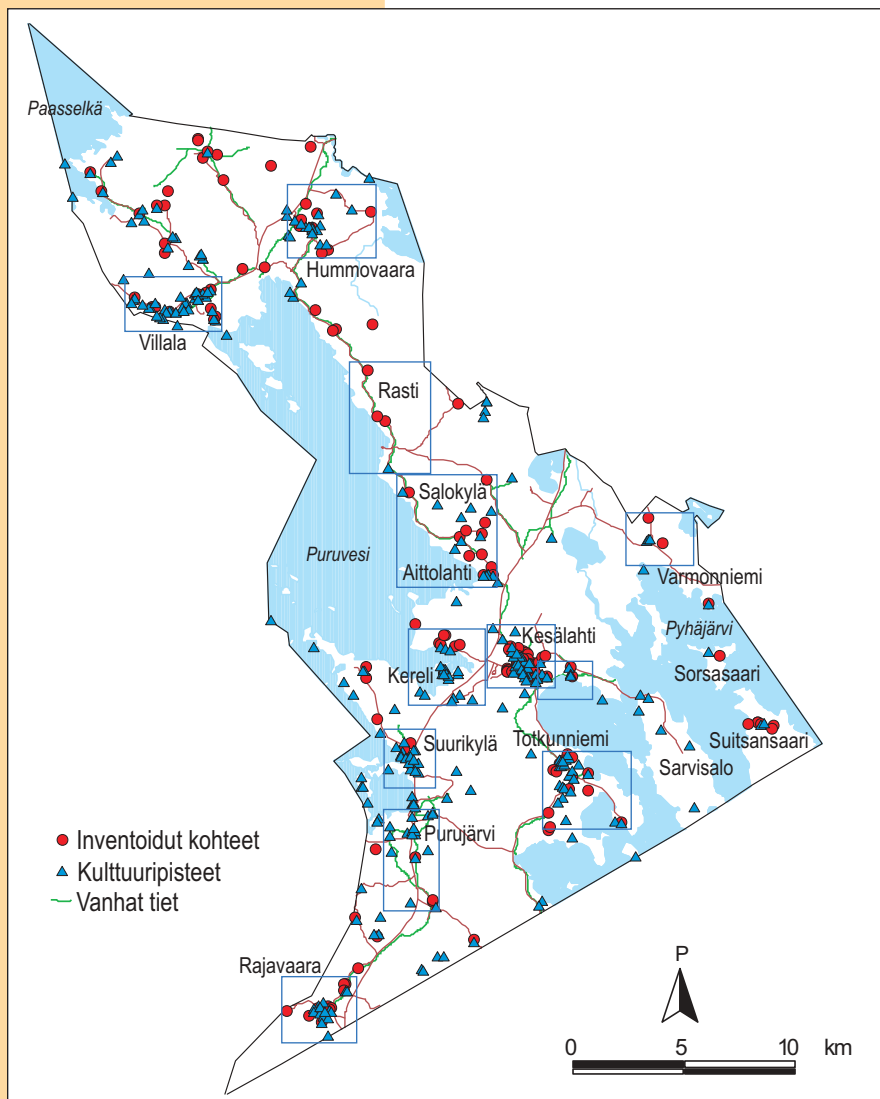 Paasselkä
Hummovaara
Villala
Rasti
Salokylä
Puruvesi
Aittolahti
Varmonniemi
Kesälahti
Pyhäjärvi
Kereli
Sorsasaari
Suurikylä
Totkunniemi
Suitsansaari
Sarvisalo
Purujärvi
Inventoidut kohteet
Kulttuuripisteet
Vanhat tiet
Rajavaara
P
0 5 10 km